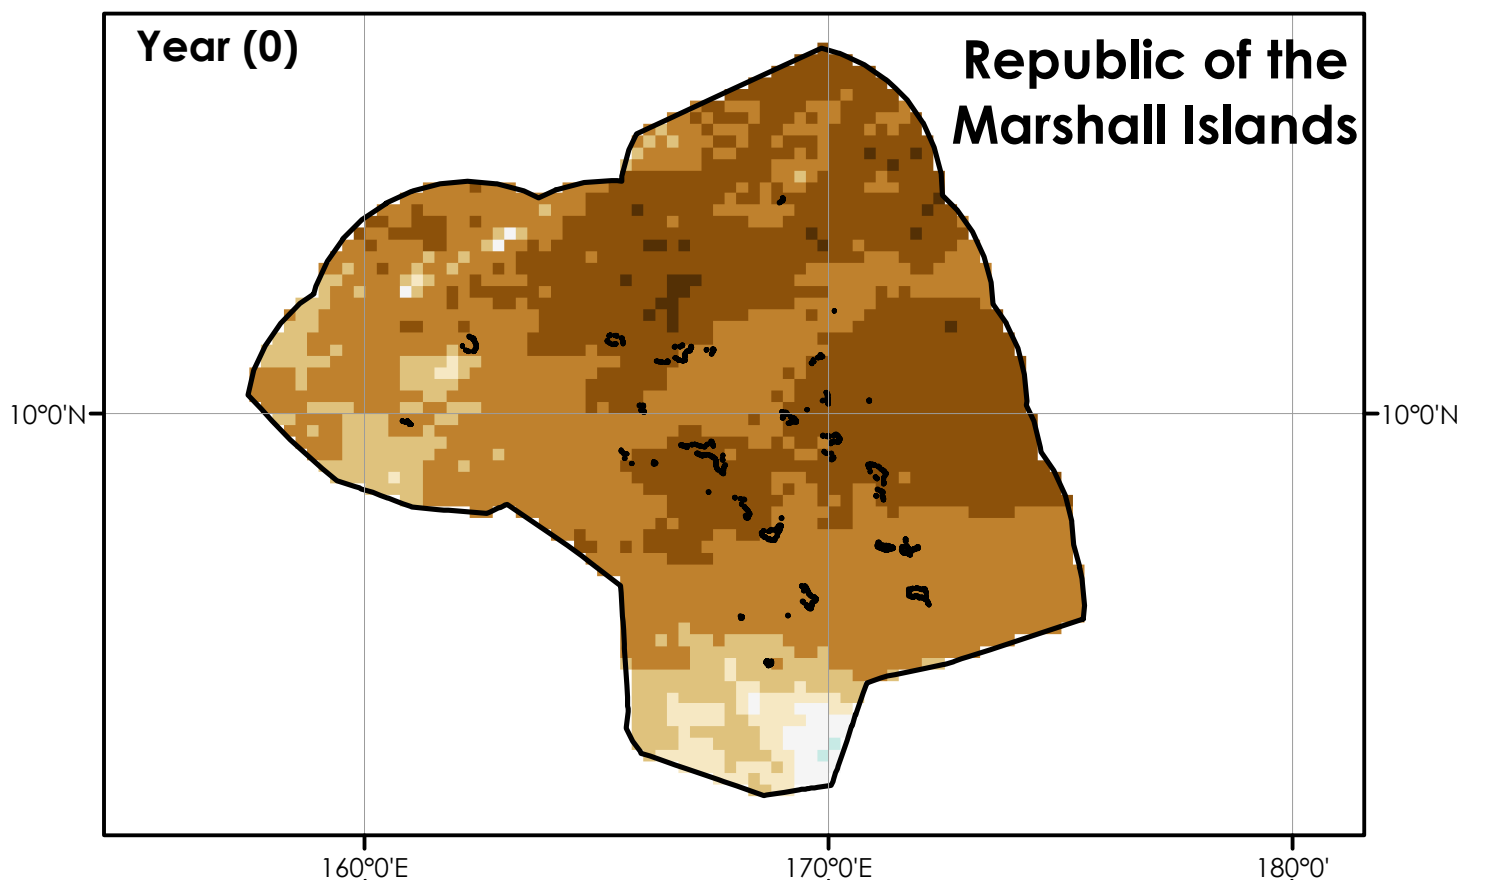 Year (0)
Republic of the
Marshall Islands
10°0'N
10°0'N
160°0'E
170°0'E
180°0'